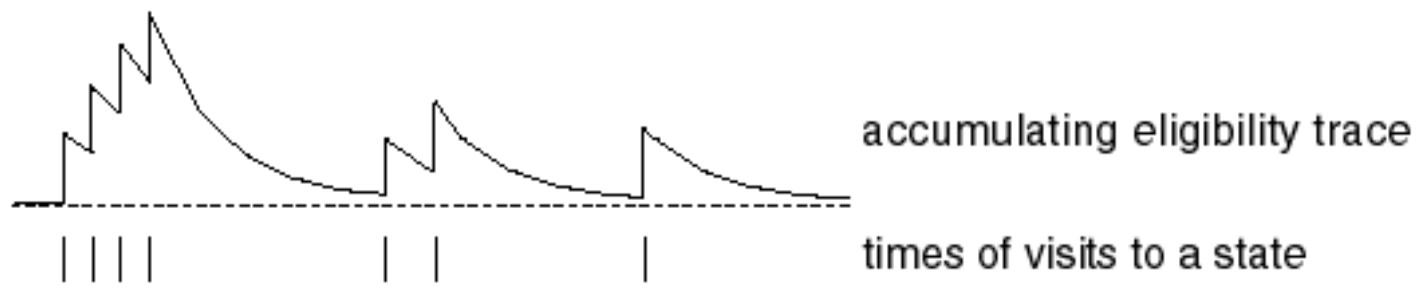 accumulating eligibility trace
times of visits to a state